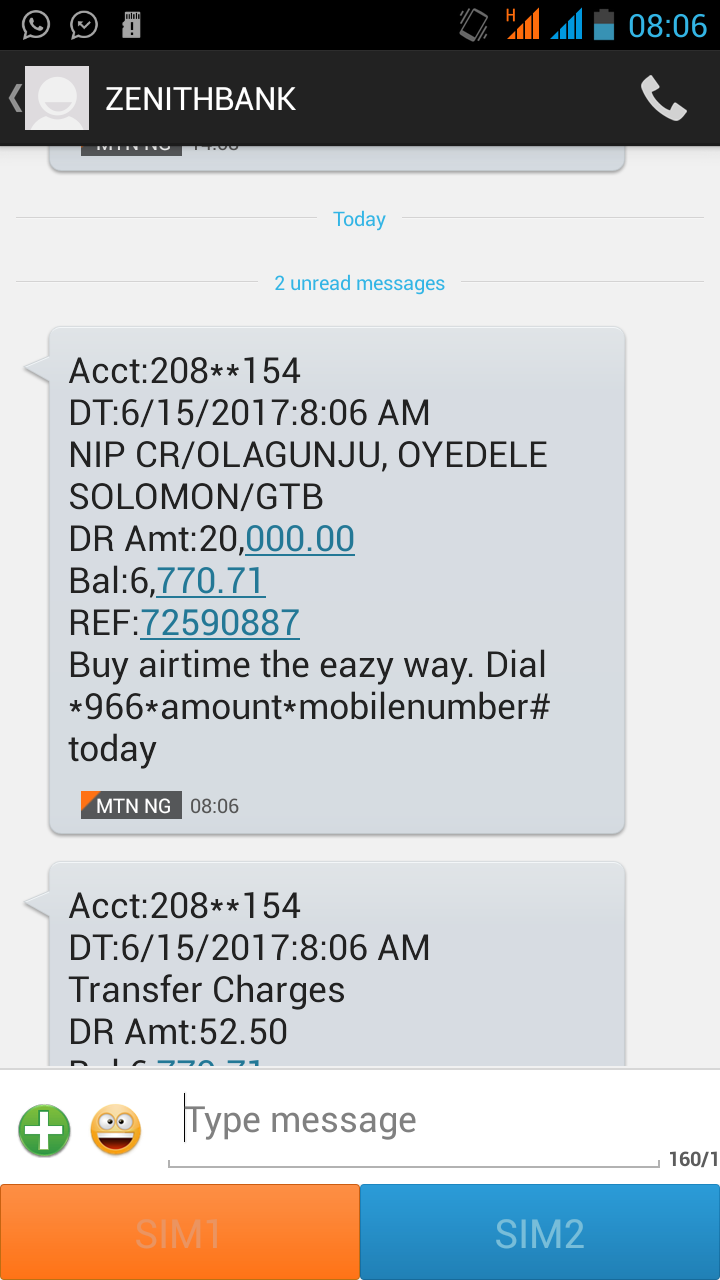 H
08:06
ZENITHBANK
MTN NG
Today
2 unread messages
Acct:208**154
DT:6/15/2017:8:06 AM
NIP CR/OLAGUNJU, OYEDELE
SOLOMON/GTB
DR Amt:20,000.00
Bal:6,770.71
REF:72590887
Buy airtime the eazy way. Dial
*966*amount*mobilenumber#
today
MTN NG 08:06
Acct:208**154
DT:6/15/2017:8:06 AM
Transfer Charges
DR Amt:52.50
Bal:6,770.71
Type message
160/1
SIM1
SIM2